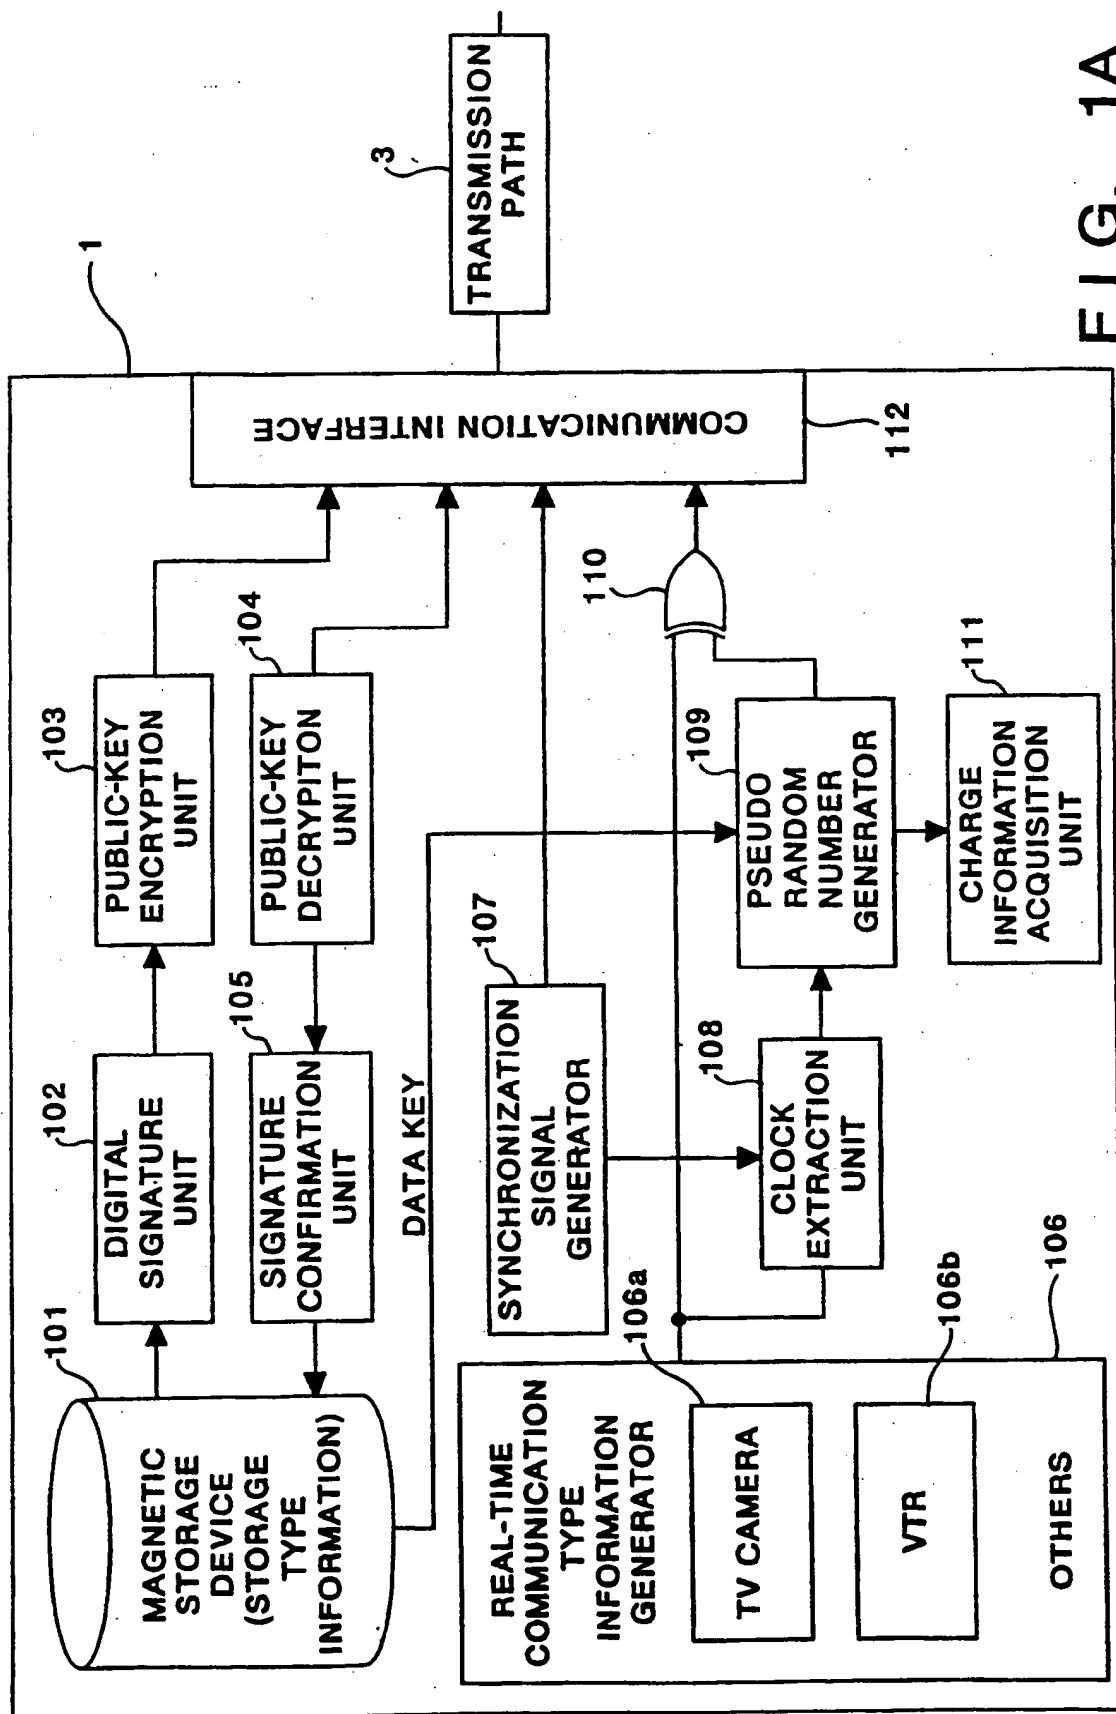 1
101
MAGNETIC
STORAGE
DEVICE
(STORAGE
TYPE
INFORMATION)
102
DIGITAL
SIGNATURE
UNIT
103
PUBLIC-KEY
ENCRYPTION
UNIT
104
PUBLIC-KEY
DECRYPITON
UNIT
105
SIGNATURE
CONFIRMATION
UNIT
DATA KEY
COMMUNICATION INTERFACE
112
3
TRANSMISSION
PATH
107
SYNCHRONIZATION
SIGNAL
GENERATOR
108
CLOCK
EXTRACTION
UNIT
109
PSEUDO
RANDOM
NUMBER
GENERATOR
110
111
CHARGE
INFORMATION
ACQUISITION
UNIT
REAL-TIME
COMMUNICATION
TYPE
INFORMATION
GENERATOR
106a
TV CAMERA
106b
VTR
OTHERS
106
FIG. 1A